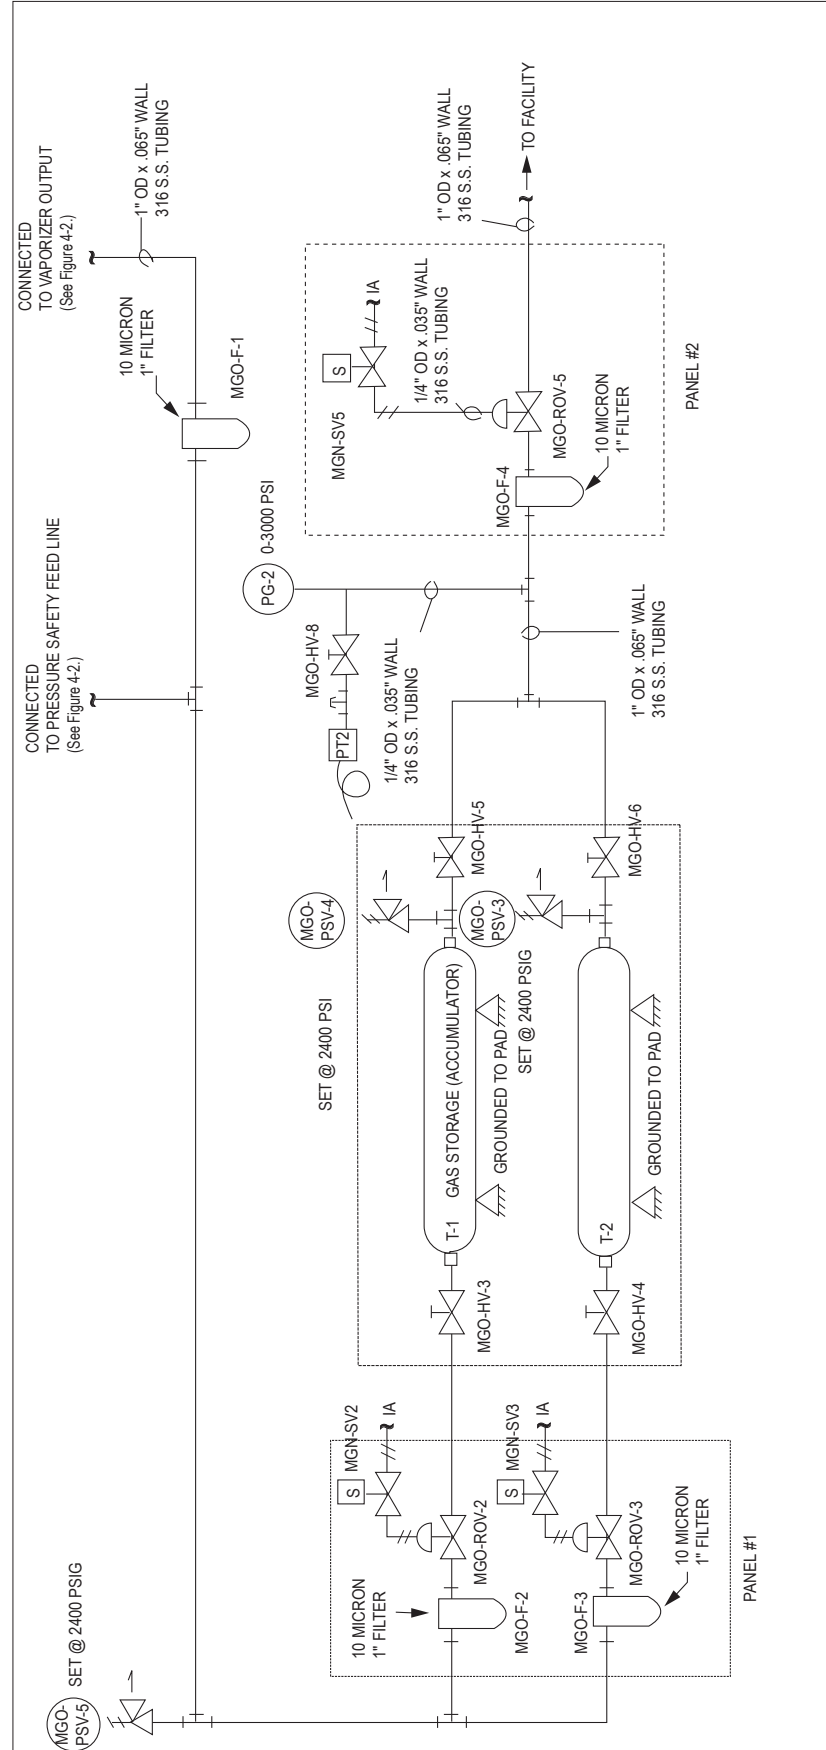 CONNECTED
TO VAPORIZER OUTPUT
(See Figure 4-2.)
1" OD x .065" WALL
316 S.S. TUBING
10 MICRON
1" FILTER
MGO-F-1
CONNECTED
TO PRESSURE SAFETY FEED LINE
(See Figure 4-2.)
MGO-
PSV-5
SET @ 2400 PSIG
1" OD x .065" WALL
316 S.S. TUBING
TO FACILITY
S
IA
MGN-SV5
1/4" OD x .035" WALL
316 S.S. TUBING
MGO-ROV-5
MGO-F-4
10 MICRON
1" FILTER
PANEL #2
PG-2
0-3000 PSI
MGO-HV-8
PT2
1/4" OD x .035" WALL
316 S.S. TUBING
1" OD x .065" WALL
316 S.S. TUBING
MGO-HV-5
MGO-HV-6
MGO-
PSV-4
SET @ 2400 PSI
MGO-
PSV-3
SET @ 2400 PSIG
T-1
GAS STORAGE (ACCUMULATOR)
GROUNDED TO PAD
T-2
GROUNDED TO PAD
MGO-HV-3
MGO-HV-4
S
MGN-SV2
IA
MGO-ROV-2
10 MICRON
1" FILTER
MGO-F-2
S
MGN-SV3
IA
MGO-ROV-3
MGO-F-3
10 MICRON
1" FILTER
PANEL #1